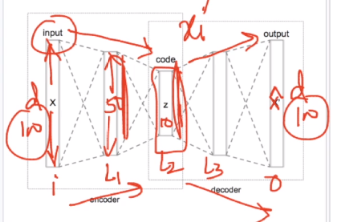 xi'
input
output
code
d
100
x
50
z
10
x̂
d
100
i
L1
L2
L3
O
encoder
decoder